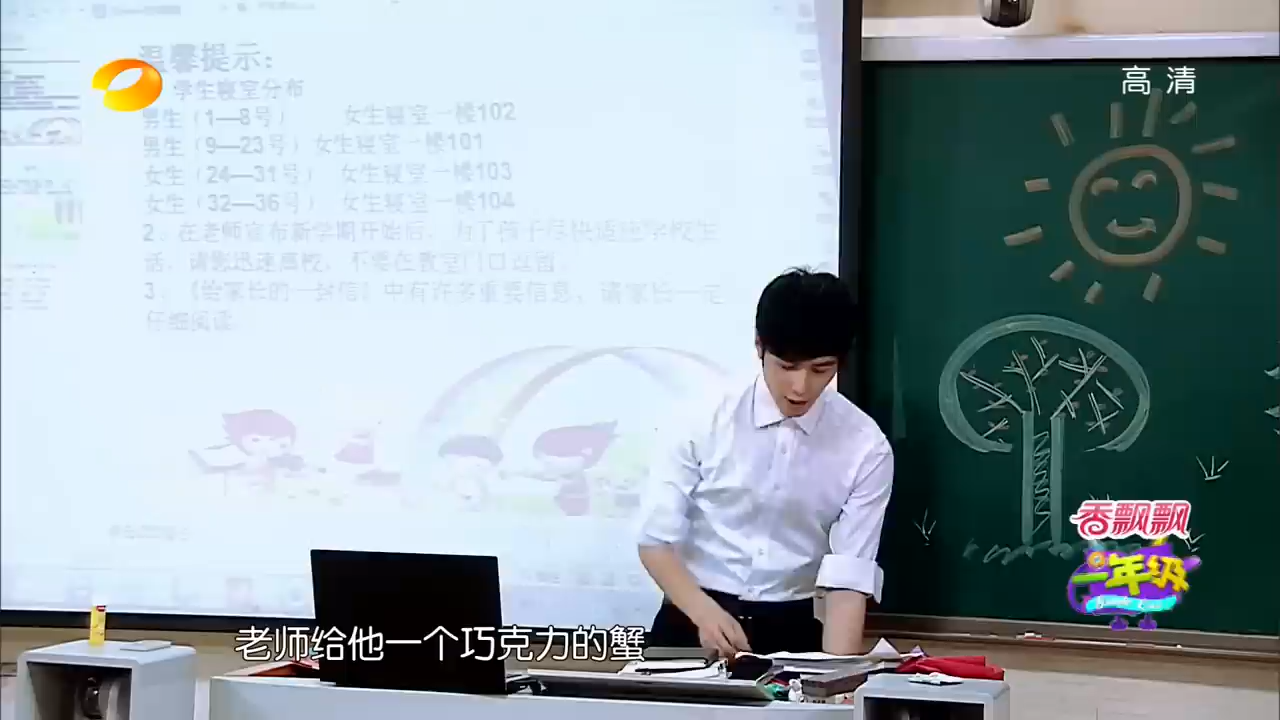 温馨提示：
学生寝室分布
男生（1—8号） 女生寝室一楼102
男生（9—23号）女生寝室一楼101
女生（24—31号） 女生寝室一楼103
女生（32—36号） 女生寝室一楼104
2、在老师宣布新学期开始后，为了孩子尽快适应学校生
活，请您迅速离校，不要在教室门口逗留。
3、《给家长的一封信》中有许多重要信息，请家长一定
仔细阅读
高清
香飘飘
一年级
老师给他一个巧克力的蟹